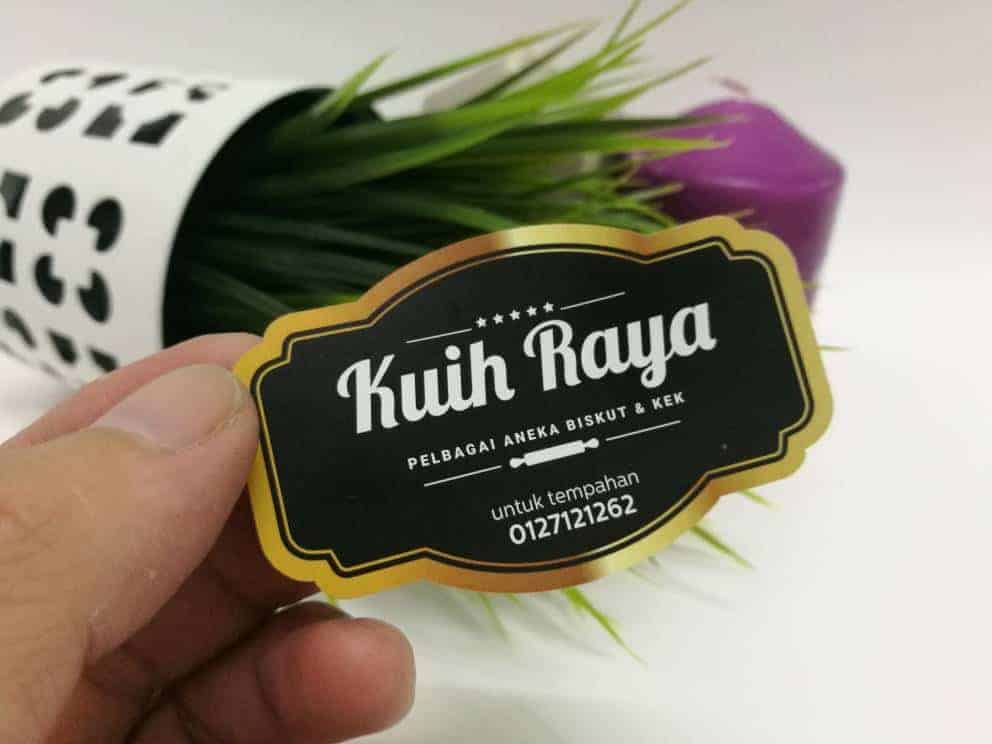 Kuih Raya
PELBAGAI ANEKA BISKUT & KEK
untuk tempahan
0127121262